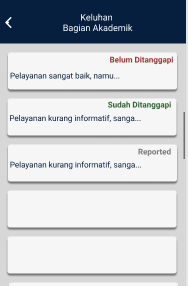 Keluhan
Bagian Akademik
Belum Ditanggapi
Pelayanan sangat baik, namu...
Sudah Ditanggapi
Pelayanan kurang informatif, sanga...
Reported
Pelayanan kurang informatif, sanga...